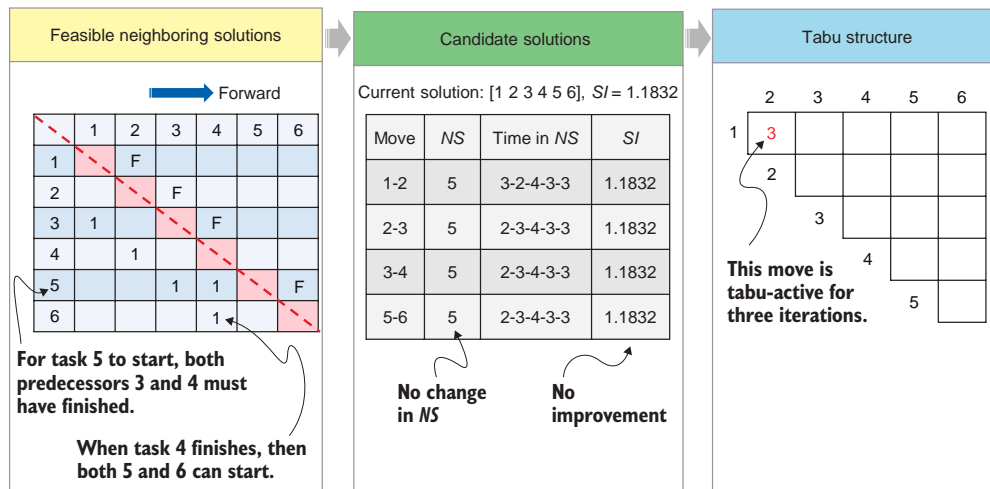 Feasible neighboring solutions
Forward
1 2 3 4 5 6
1 F
2 F
3 1 F
4 1
5 1 1 F
6 1
For task 5 to start, both
predecessors 3 and 4 must
have finished.
When task 4 finishes, then
both 5 and 6 can start.
Candidate solutions
Current solution: [1 2 3 4 5 6], SI = 1.1832
Move NS Time in NS SI
1-2 5 3-2-4-3-3 1.1832
2-3 5 2-3-4-3-3 1.1832
3-4 5 2-3-4-3-3 1.1832
5-6 5 2-3-4-3-3 1.1832
No change
in NS
No
improvement
Tabu structure
2 3 4 5 6
1 3
2
3
4
5
This move is
tabu-active for
three iterations.